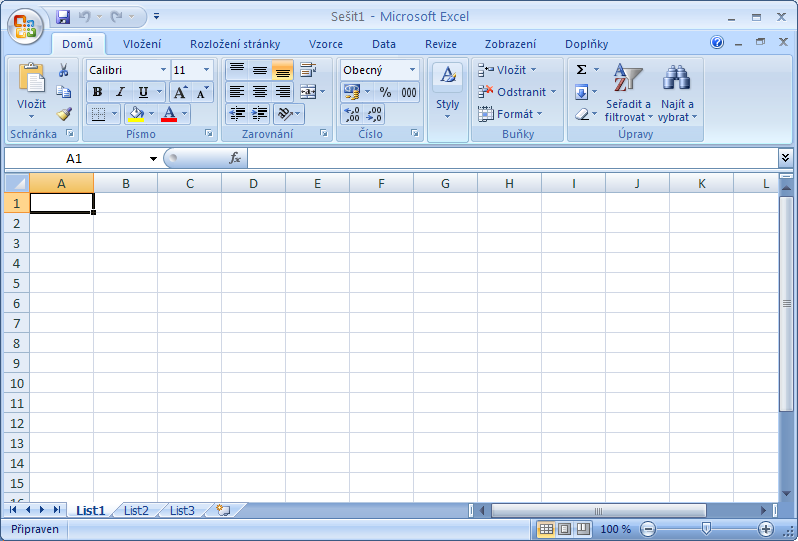 Sešit1 - Microsoft Excel
Domů Vložení Rozložení stránky Vzorce Data Revize Zobrazení Doplňky
Vložit
Schránka
Calibri 11
B I U A A
A
Písmo
Zarovnání
Obecný
% 000
,0 ,00
,00 ,0
Číslo
Styly
Vložit
Odstranit
Formát
Buňky
Σ
Seřadit a filtrovat
Najít a vybrat
Úpravy
A1 fx
A B C D E F G H I J K L
1
2
3
4
5
6
7
8
9
10
11
12
13
14
15
16
List1 List2 List3
Připraven 100 %